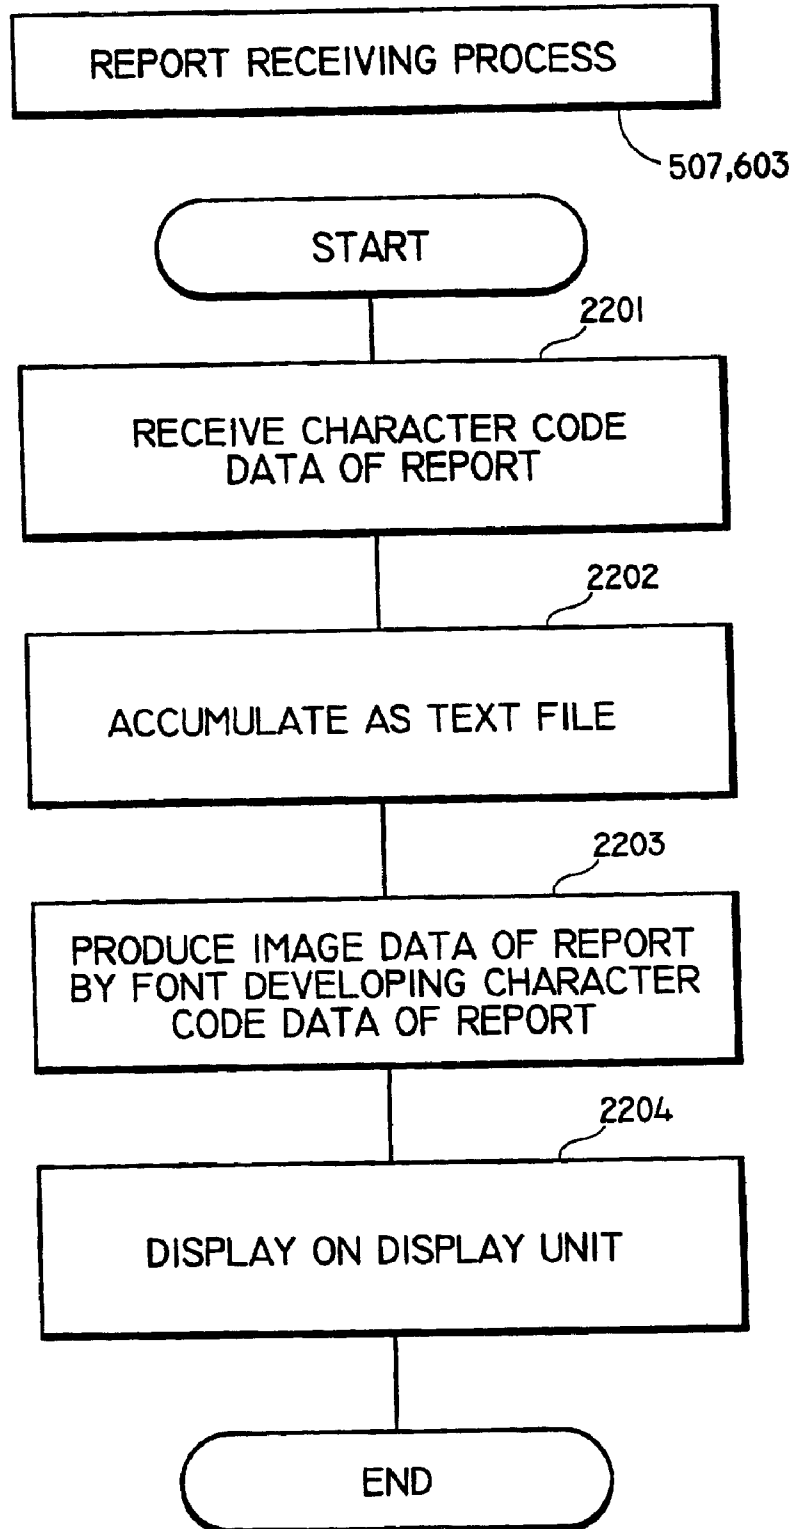 REPORT RECEIVING PROCESS
507,603
START
2201
RECEIVE CHARACTER CODE
DATA OF REPORT
2202
ACCUMULATE AS TEXT FILE
2203
PRODUCE IMAGE DATA OF REPORT
BY FONT DEVELOPING CHARACTER
CODE DATA OF REPORT
2204
DISPLAY ON DISPLAY UNIT
END